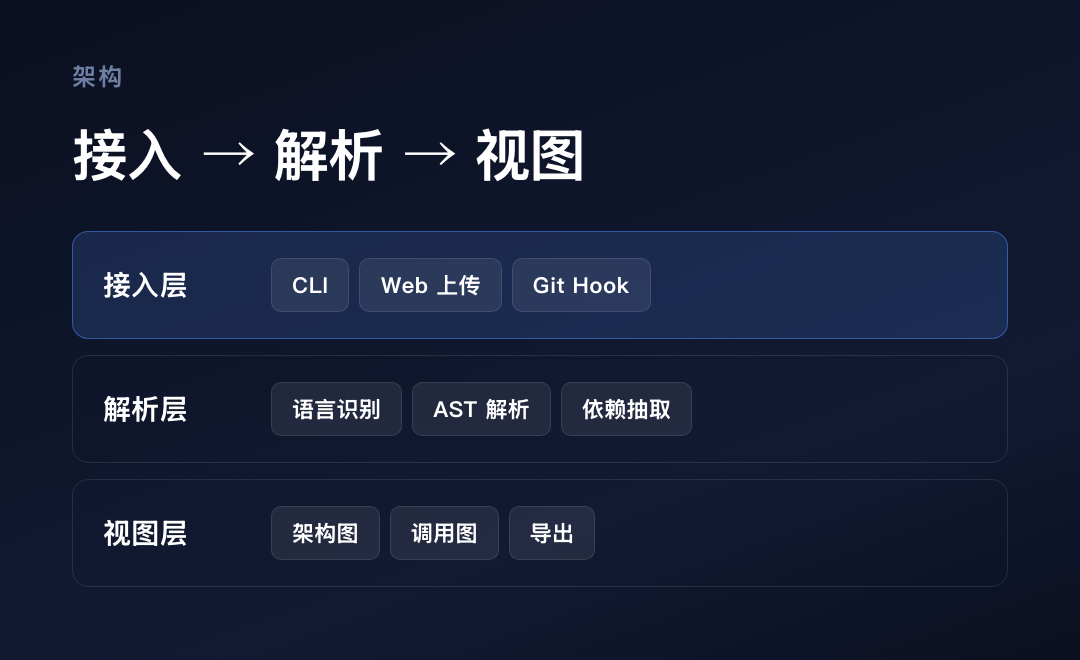 架构
接入 → 解析 → 视图
接入层 CLI Web 上传 Git Hook
解析层 语言识别 AST 解析 依赖抽取
视图层 架构图 调用图 导出